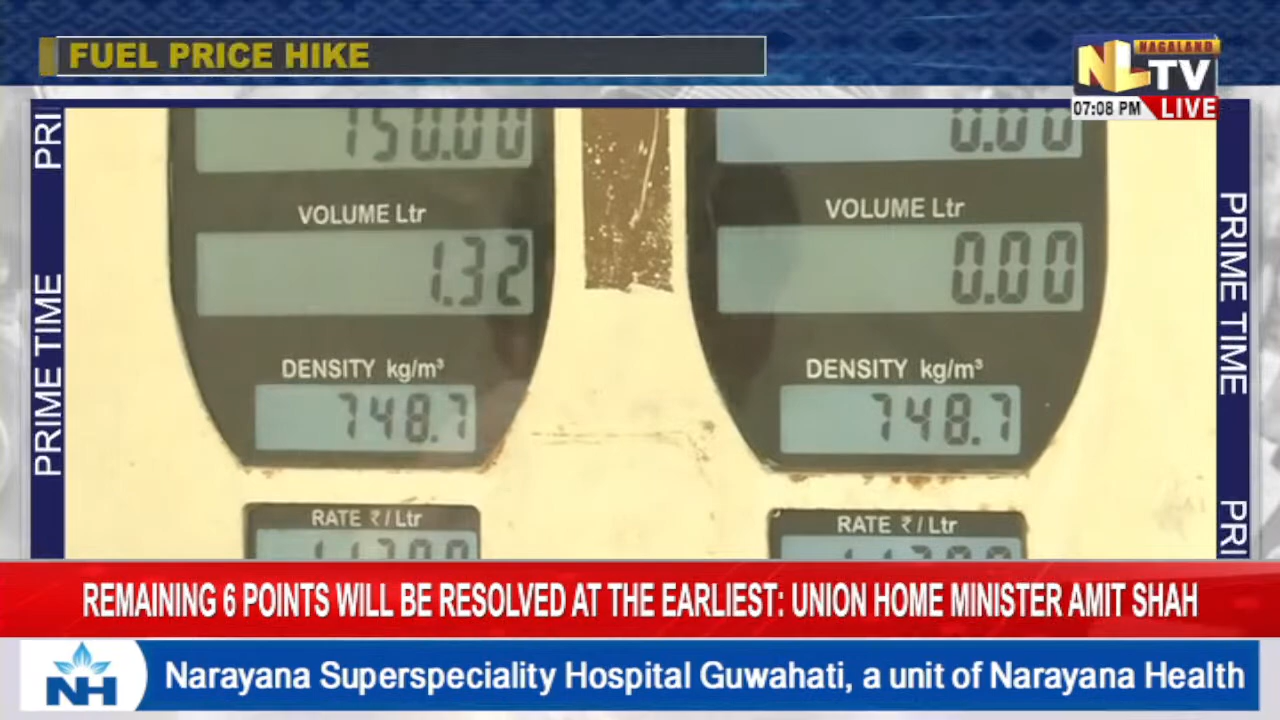 FUEL PRICE HIKE
NAGALAND
NLTV
07:08 PM LIVE
PRI
PRIME TIME
150.00
0.00
VOLUME Ltr
VOLUME Ltr
1.32
0.00
DENSITY kg/m³
DENSITY kg/m³
748.7
748.7
RATE ₹/Ltr
RATE ₹/Ltr
PRIME TIME
PRI
REMAINING 6 POINTS WILL BE RESOLVED AT THE EARLIEST: UNION HOME MINISTER AMIT SHAH
NH
Narayana Superspeciality Hospital Guwahati, a unit of Narayana Health